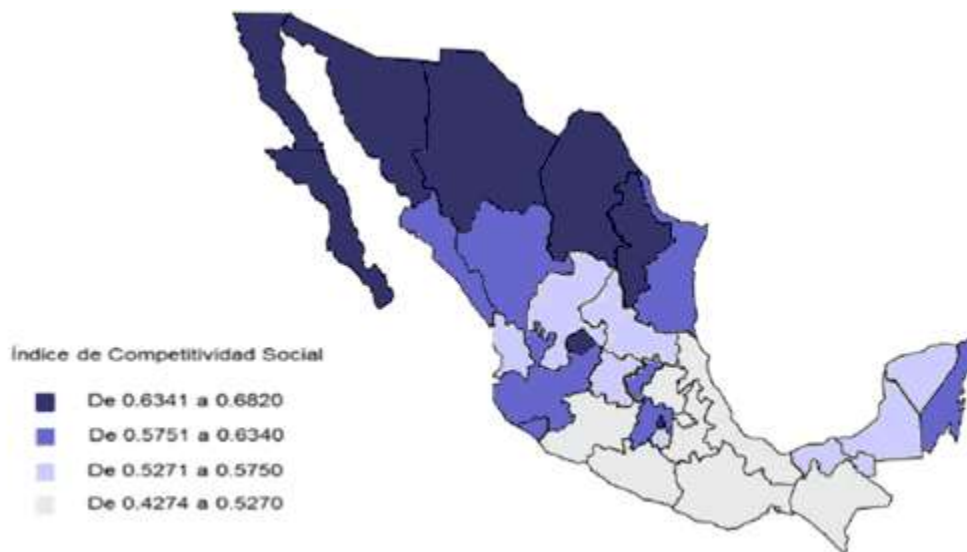 Índice de Competitividad Social
De 0.6341 a 0.6820
De 0.5751 a 0.6340
De 0.5271 a 0.5750
De 0.4274 a 0.5270